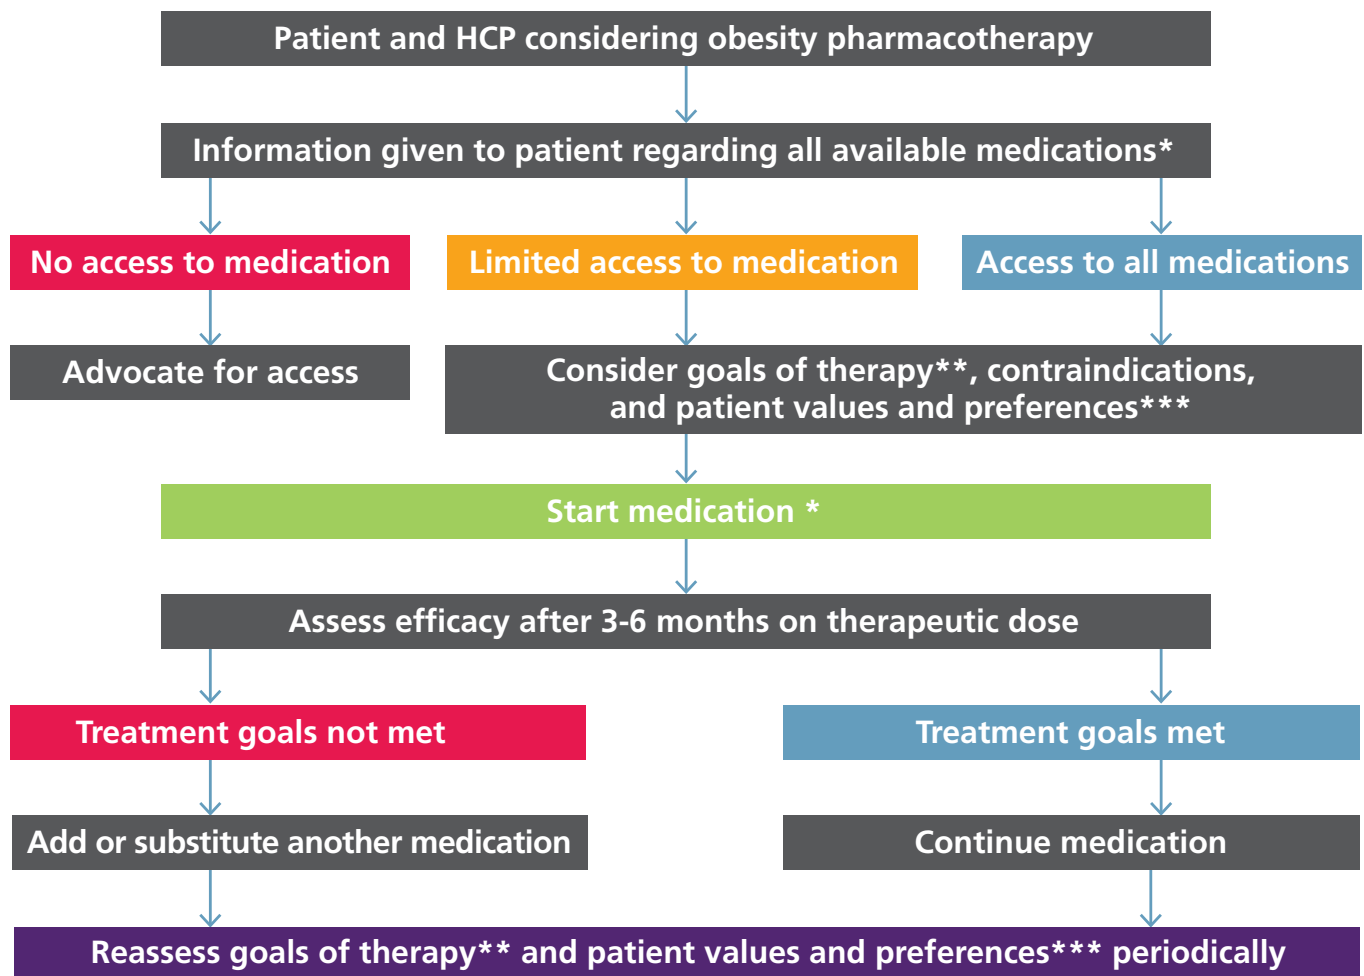 Patient and HCP considering obesity pharmacotherapy
Information given to patient regarding all available medications*
No access to medication
Limited access to medication
Access to all medications
Advocate for access
Consider goals of therapy**, contraindications,
and patient values and preferences***
Start medication *
Assess efficacy after 3-6 months on therapeutic dose
Treatment goals not met
Treatment goals met
Add or substitute another medication
Continue medication
Reassess goals of therapy** and patient values and preferences*** periodically